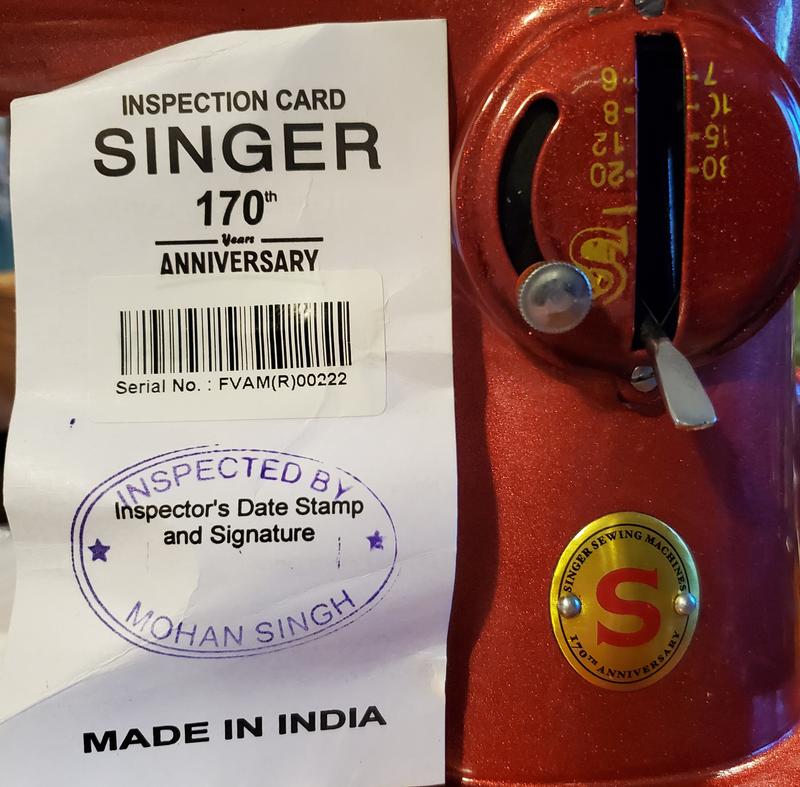 INSPECTION CARD
SINGER
170th
Years
ANNIVERSARY
Serial No. : FVAM(R)00222
INSPECTED BY
Inspector's Date Stamp
and Signature
MOHAN SINGH
MADE IN INDIA
6 7
8 10
12 15
20 30
S
SINGER SEWING MACHINES
S
170TH ANNIVERSARY